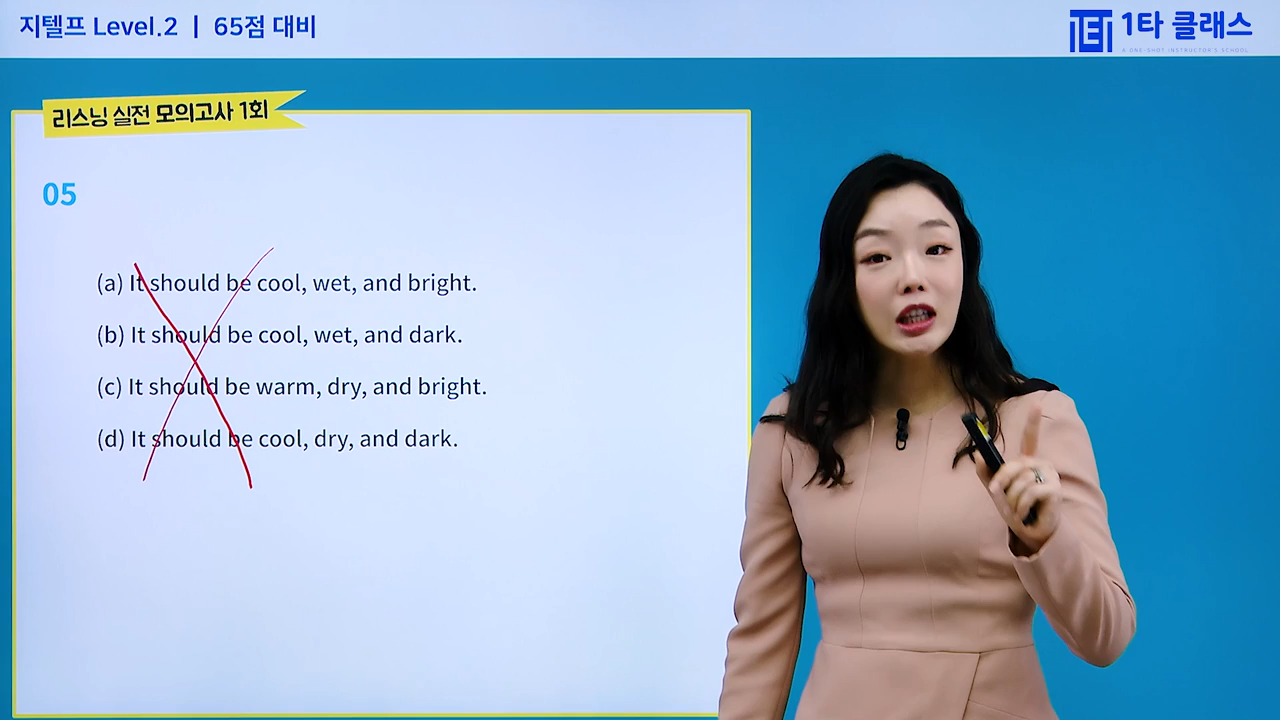 지텔프 Level.2 | 65점 대비
1타 클래스
A ONE-SHOT INSTRUCTOR'S SCHOOL
리스닝 실전 모의고사 1회
05
(a) It should be cool, wet, and bright.
(b) It should be cool, wet, and dark.
(c) It should be warm, dry, and bright.
(d) It should be cool, dry, and dark.